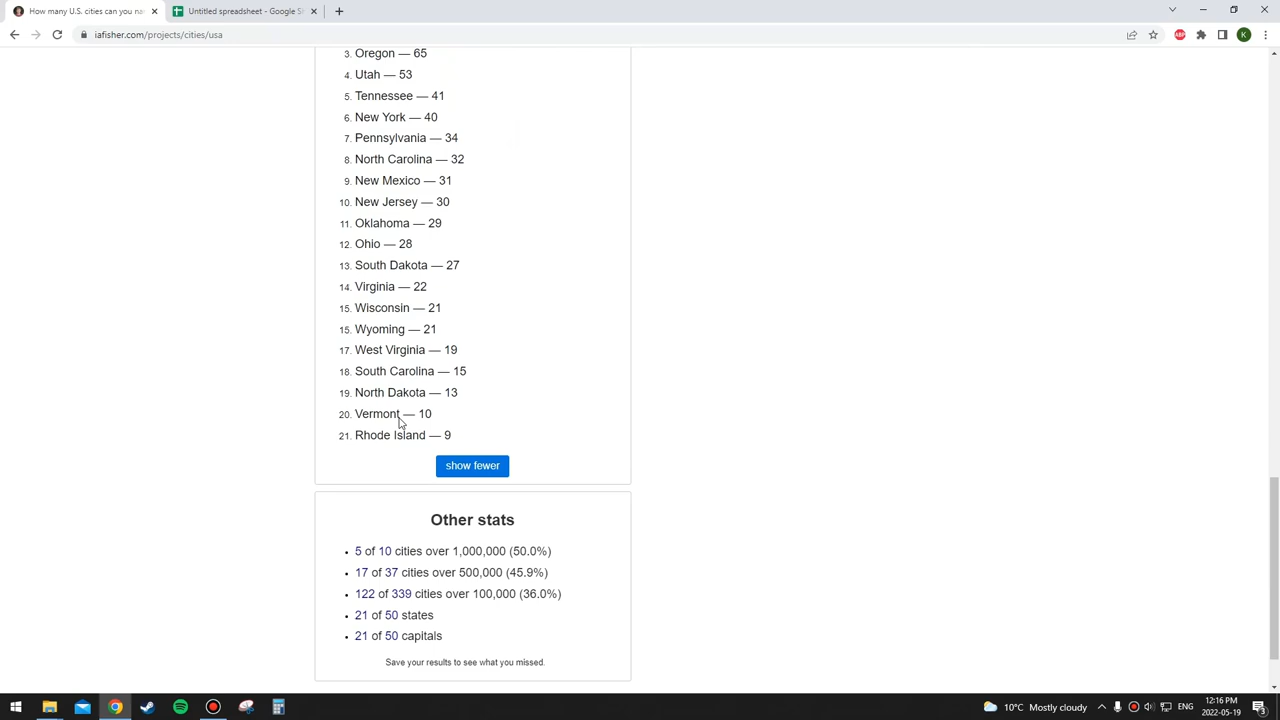 How many U.S. cities can you nan
Untitled spreadsheet - Google Sh
iafisher.com/projects/cities/usa
ABP
K
3. Oregon — 65
4. Utah — 53
5. Tennessee — 41
6. New York — 40
7. Pennsylvania — 34
8. North Carolina — 32
9. New Mexico — 31
10. New Jersey — 30
11. Oklahoma — 29
12. Ohio — 28
13. South Dakota — 27
14. Virginia — 22
15. Wisconsin — 21
15. Wyoming — 21
17. West Virginia — 19
18. South Carolina — 15
19. North Dakota — 13
20. Vermont — 10
21. Rhode Island — 9
show fewer
Other stats
• 5 of 10 cities over 1,000,000 (50.0%)
• 17 of 37 cities over 500,000 (45.9%)
• 122 of 339 cities over 100,000 (36.0%)
• 21 of 50 states
• 21 of 50 capitals
Save your results to see what you missed.
10°C Mostly cloudy
ENG
12:16 PM
2022-05-19
3